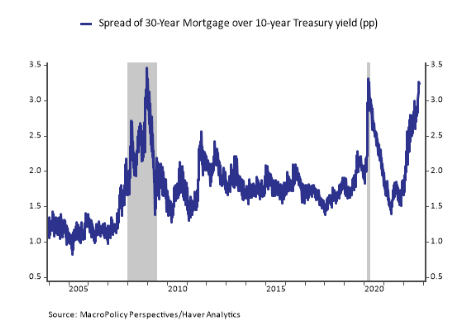 Spread of 30-Year Mortgage over 10-year Treasury yield (pp)
3.5 3.5
3.0 3.0
2.5 2.5
2.0 2.0
1.5 1.5
1.0 1.0
0.5 0.5
2005 2010 2015 2020
Source: MacroPolicy Perspectives/Haver Analytics